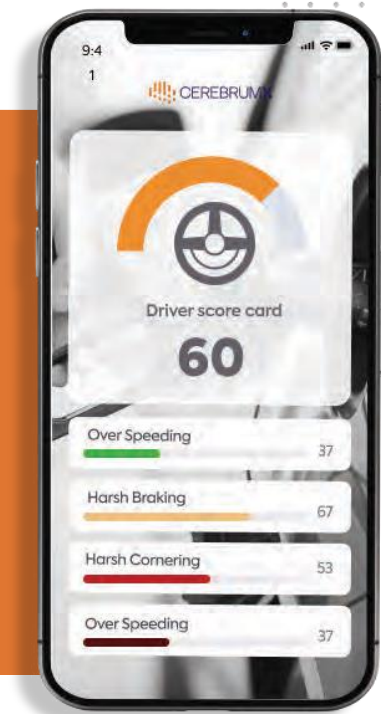 9:4
1
CEREBRUMX
Driver score card
60
Over Speeding
37
Harsh Braking
67
Harsh Cornering
53
Over Speeding
37